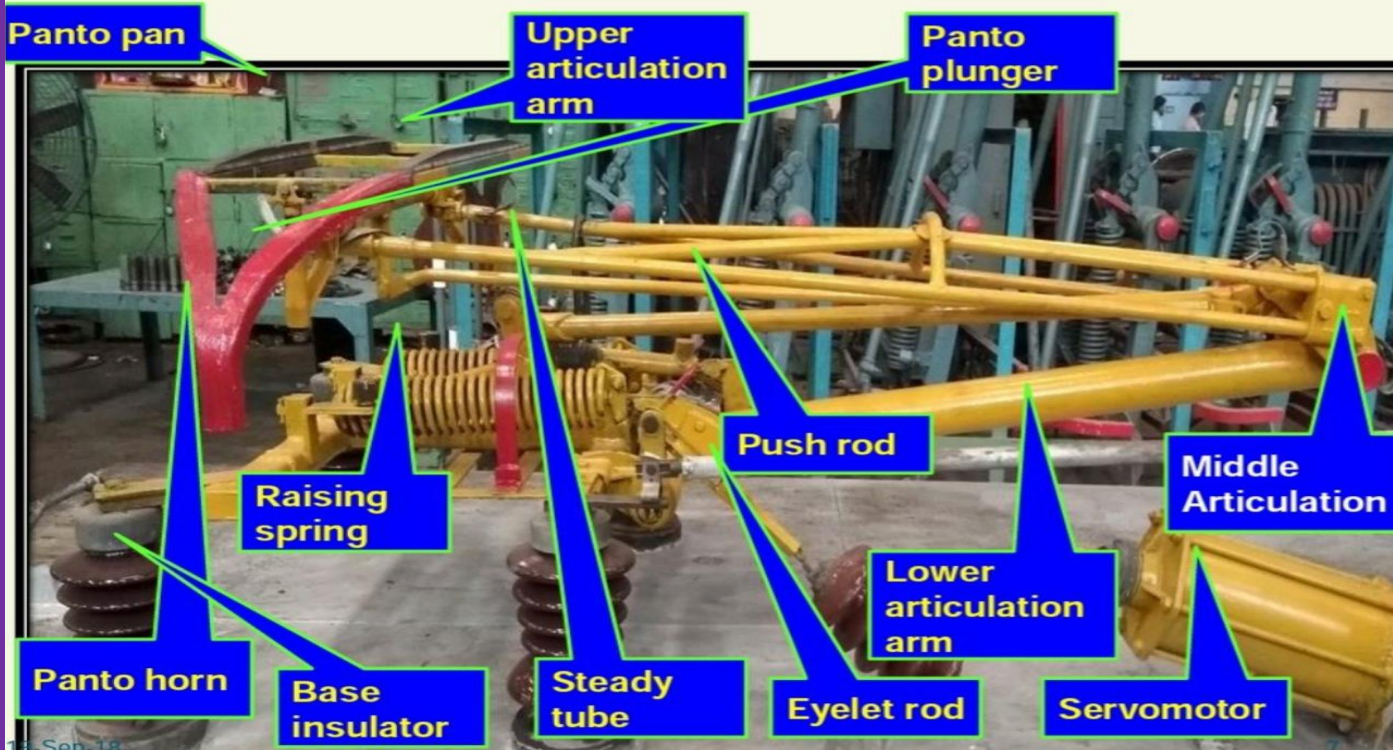 Panto pan
Upper
articulation
arm
Panto
plunger
Push rod
Middle
Articulation
Raising
spring
Lower
articulation
arm
Panto horn
Base
insulator
Steady
tube
Eyelet rod
Servomotor